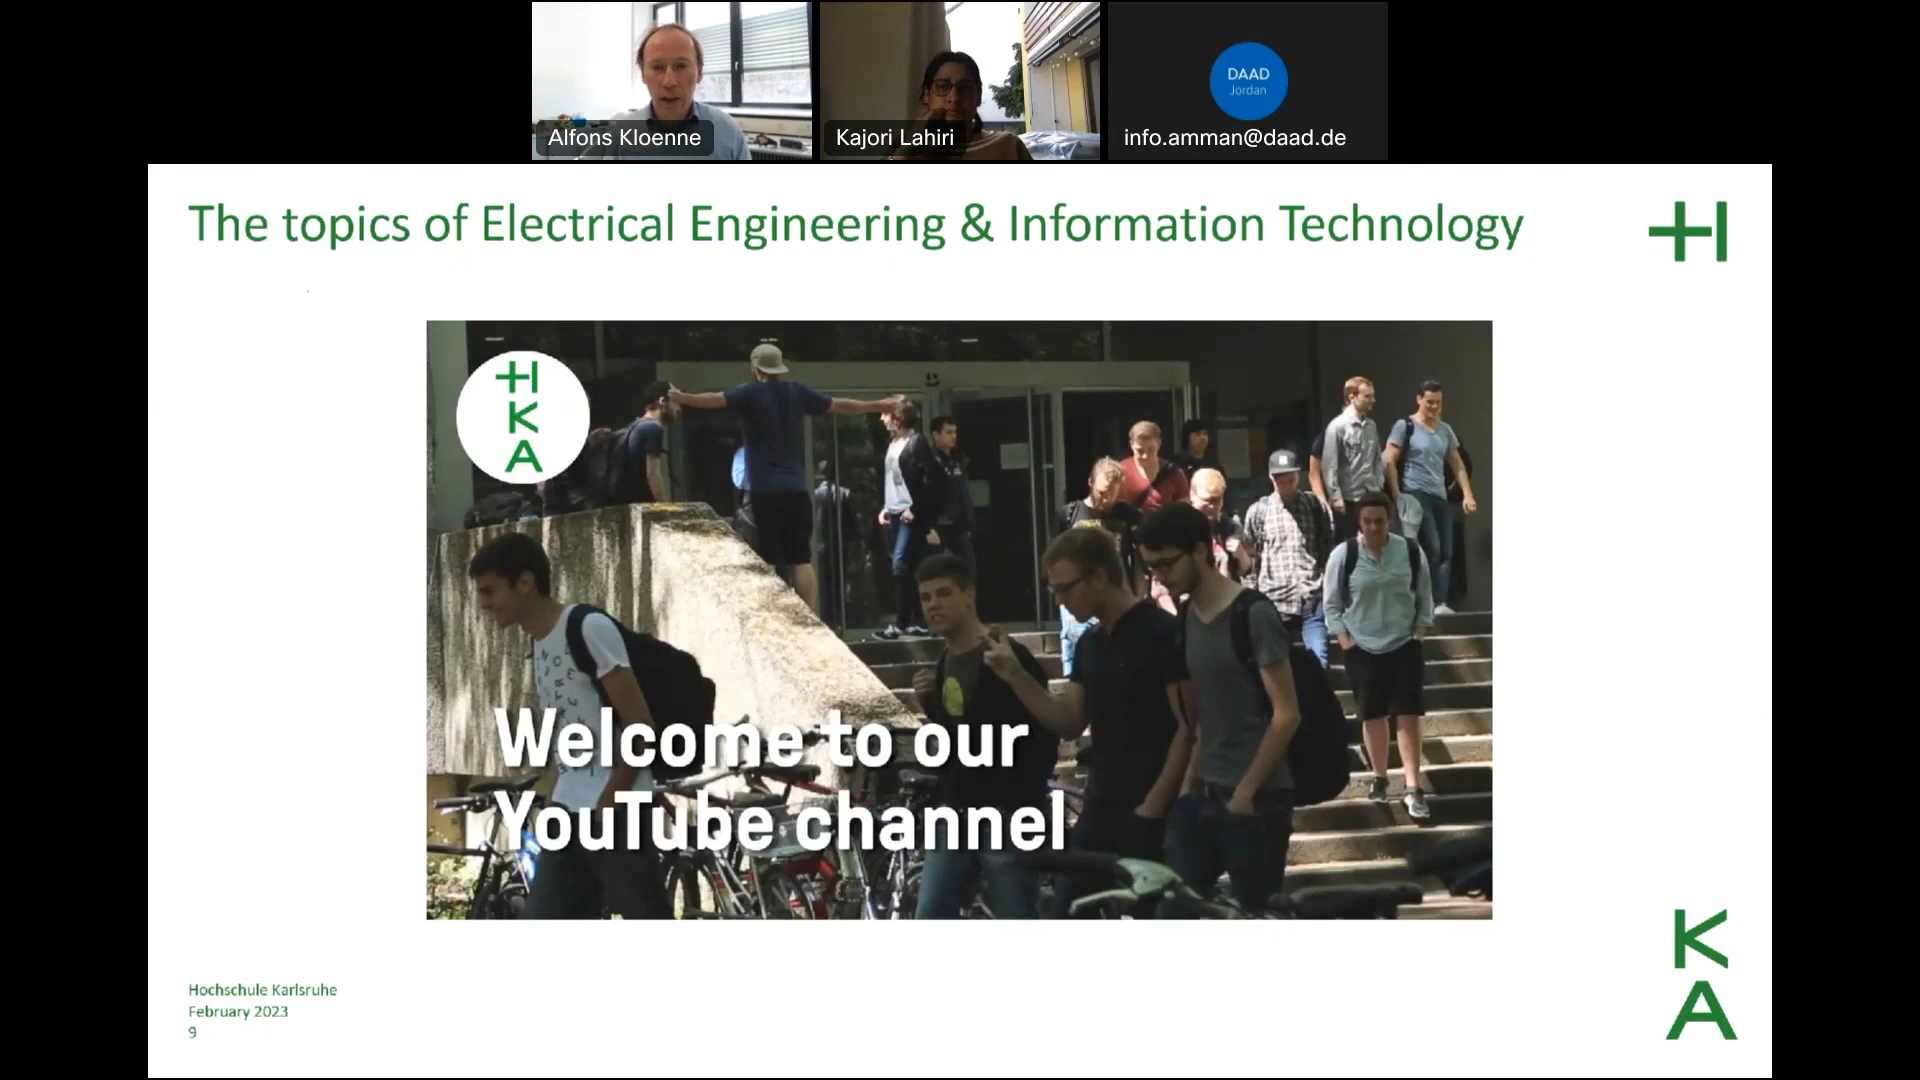 DAAD
Jordan
Alfons Kloenne
Kajori Lahiri
info.amman@daad.de
The topics of Electrical Engineering & Information Technology
H
H
K
A
Welcome to our
YouTube channel
K
A
Hochschule Karlsruhe
February 2023
9